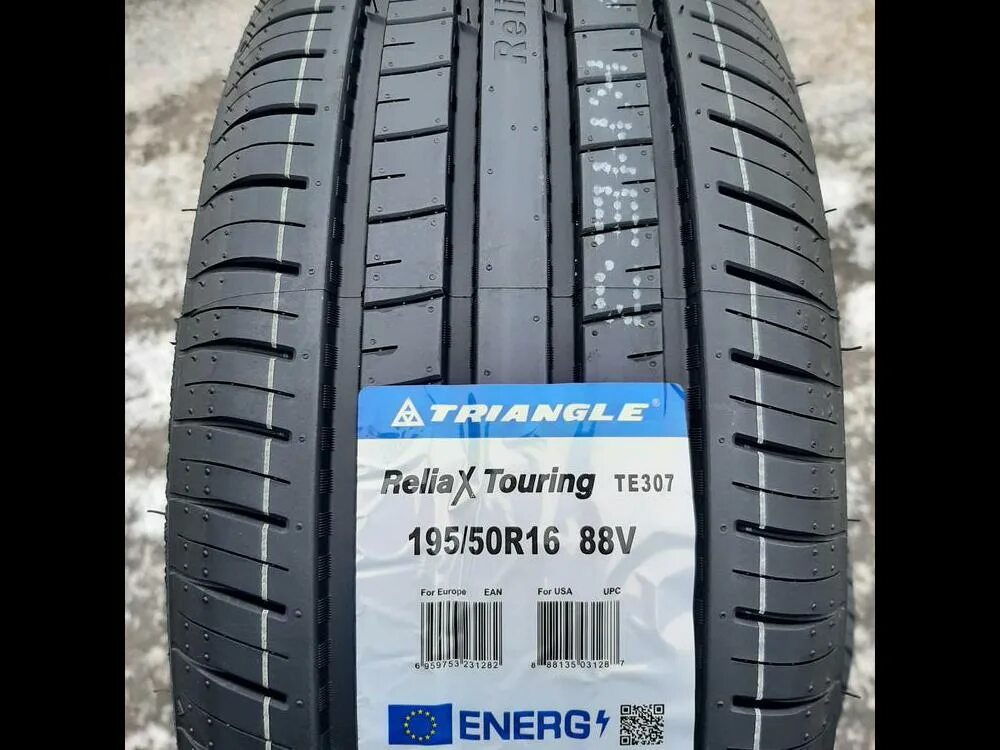 Reli
TRIANGLE®
ReliaX Touring TE307
195/50R16 88V
For Europe EAN For USA UPC
6 959753 231282 8 88135 03128 7
ENERG